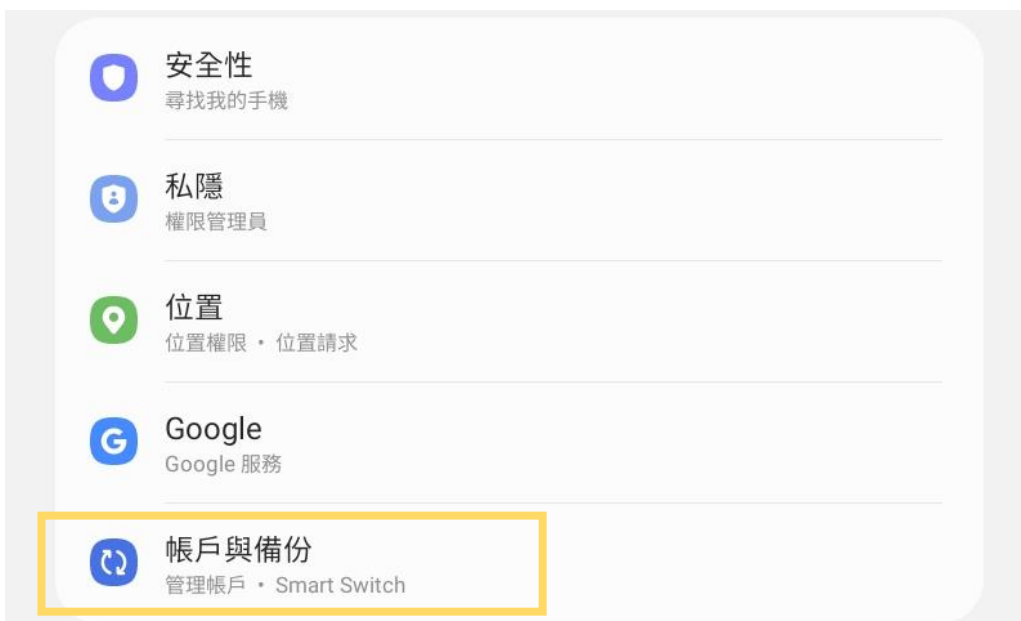 安全性
尋找我的手機
私隱
權限管理員
位置
位置權限 • 位置請求
Google
Google 服務
帳戶與備份
管理帳戶 • Smart Switch